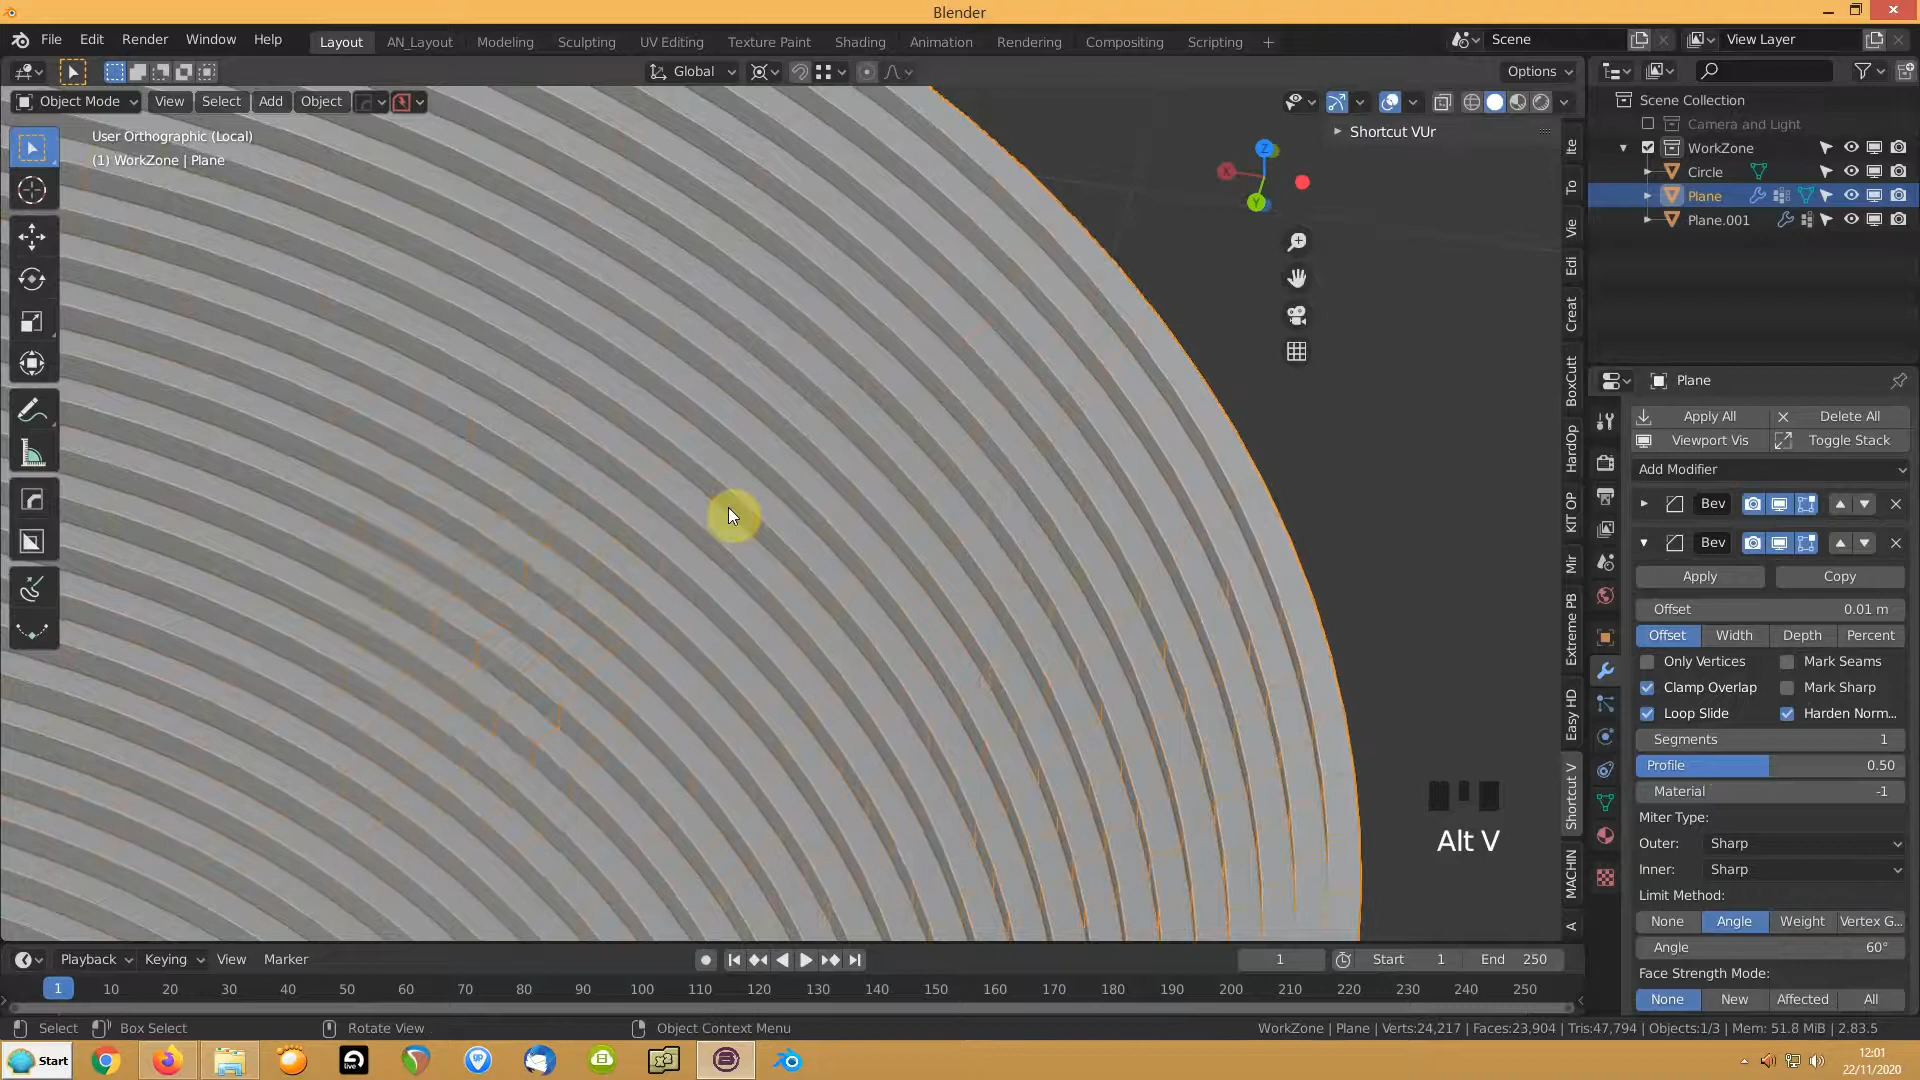 Blender
File Edit Render Window Help Layout AN_Layout Modeling Sculpting UV Editing Texture Paint Shading Animation Rendering Compositing Scripting + Scene View Layer
Global Options
Object Mode View Select Add Object
User Orthographic (Local)
(1) WorkZone | Plane
Shortcut VUr
Z
X
Y
Scene Collection
Camera and Light
WorkZone
Circle
Plane
Plane.001
Ite
To
Vie
Edi
Creat
BoxCutt
HardOp
KIT OP
Mir
Extreme PB
Easy HD
Shortcut V
MACHIN
A
Plane
Apply All Delete All
Viewport Vis Toggle Stack
Add Modifier
Bev
Bev
Apply Copy
Offset 0.01 m
Offset Width Depth Percent
Only Vertices Mark Seams
Clamp Overlap Mark Sharp
Loop Slide Harden Norm...
Segments 1
Profile 0.50
Material -1
Miter Type:
Outer: Sharp
Inner: Sharp
Limit Method:
None Angle Weight Vertex G...
Angle 60°
Face Strength Mode:
None New Affected All
Alt V
Playback Keying View Marker 1 Start 1 End 250
1 10 20 30 40 50 60 70 80 90 100 110 120 130 140 150 160 170 180 190 200 210 220 230 240 250
Select Box Select Rotate View Object Context Menu WorkZone | Plane | Verts:24,217 | Faces:23,904 | Tris:47,794 | Objects:1/3 | Mem: 51.8 MiB | 2.83.5
Start live 12:01
22/11/2020